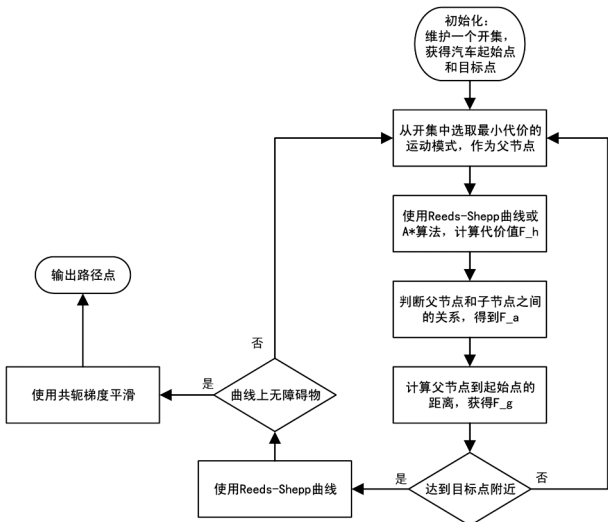 初始化：
维护一个开集，
获得汽车起始点
和目标点
从开集中选取最小代价的
运动模式，作为父节点
使用Reeds-Shepp曲线或
A*算法，计算代价值F_h
判断父节点和子节点之间
的关系，得到F_a
计算父节点到起始点的
距离，获得F_g
达到目标点附近
否
是
使用Reeds-Shepp曲线
曲线上无障碍物
否
是
使用共轭梯度平滑
输出路径点